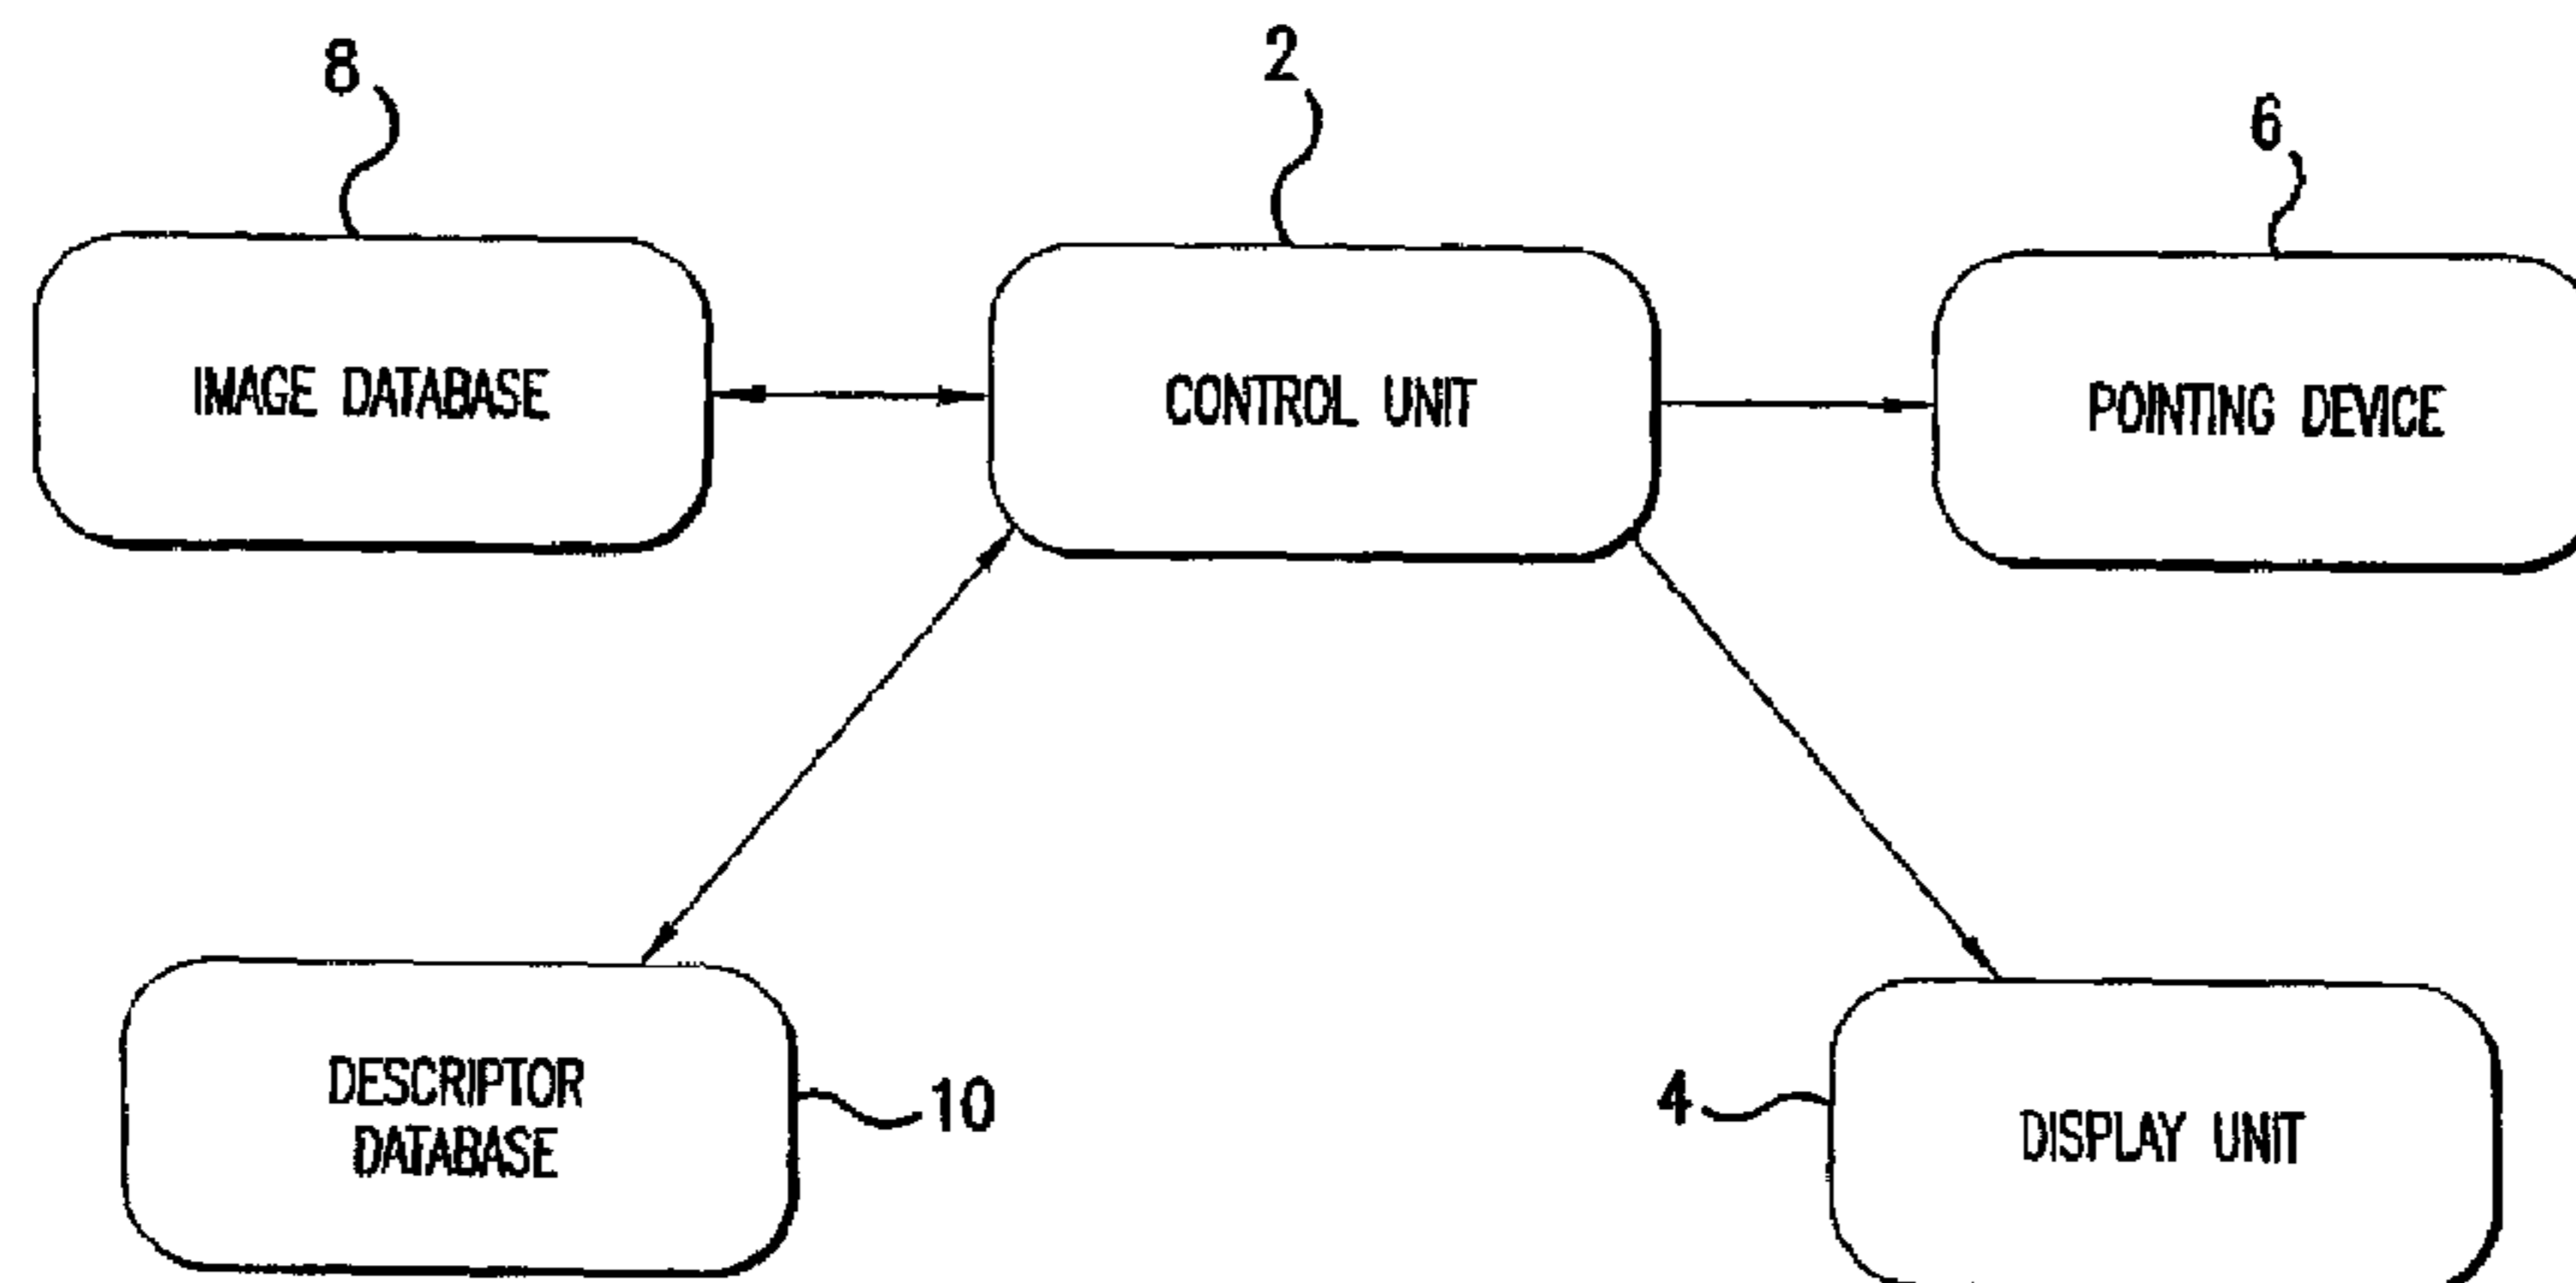 8
2
6
IMAGE DATABASE
CONTROL UNIT
POINTING DEVICE
DESCRIPTOR
DATABASE
10
4
DISPLAY UNIT